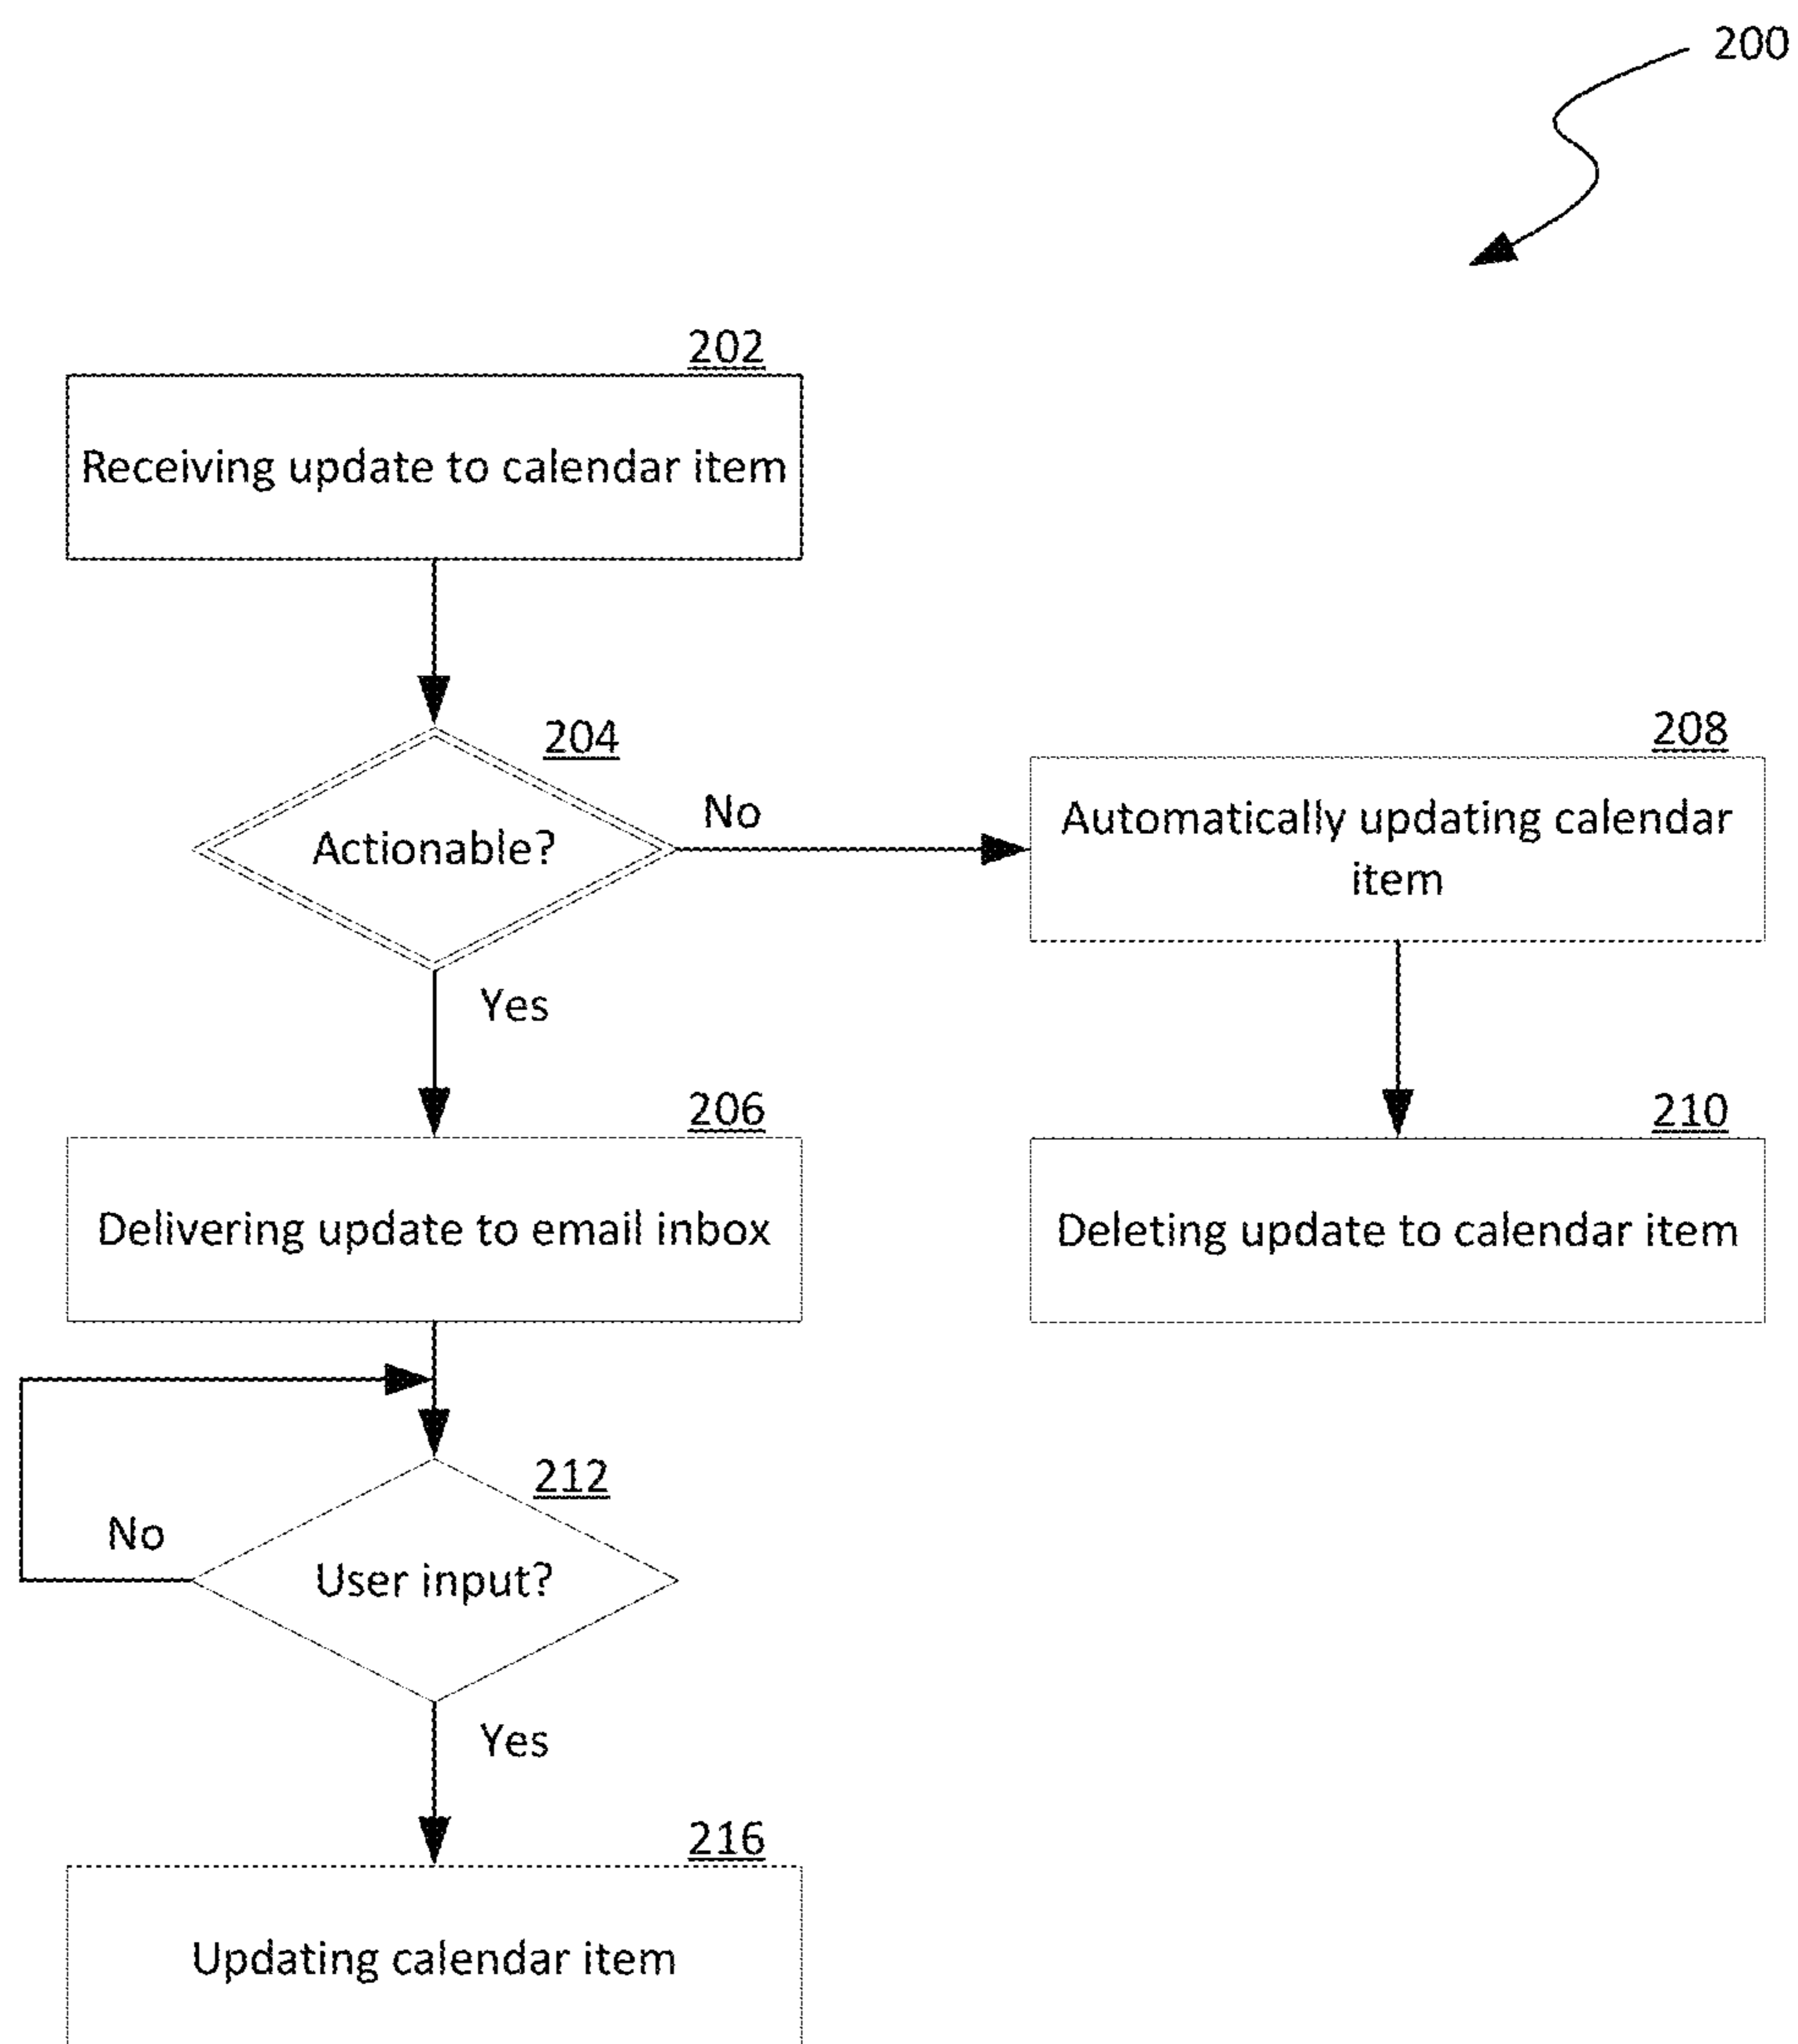 200
202
Receiving update to calendar item
204
Actionable?
No
208
Automatically updating calendar
item
Yes
206
Delivering update to email inbox
210
Deleting update to calendar item
212
No
User input?
Yes
216
Updating calendar item